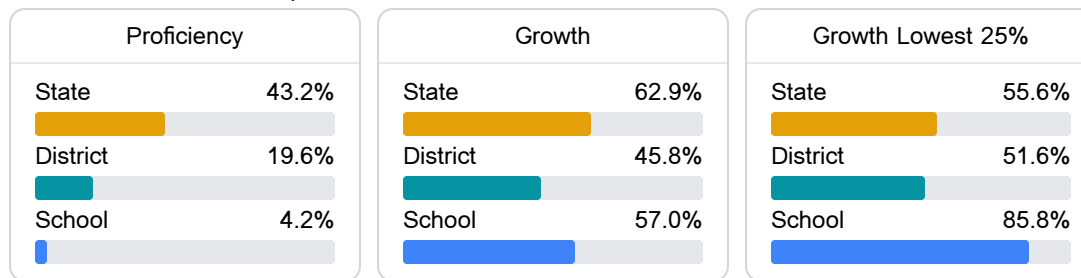 Proficiency
State 43.2%
District 19.6%
School 4.2%
Growth
State 62.9%
District 45.8%
School 57.0%
Growth Lowest 25%
State 55.6%
District 51.6%
School 85.8%